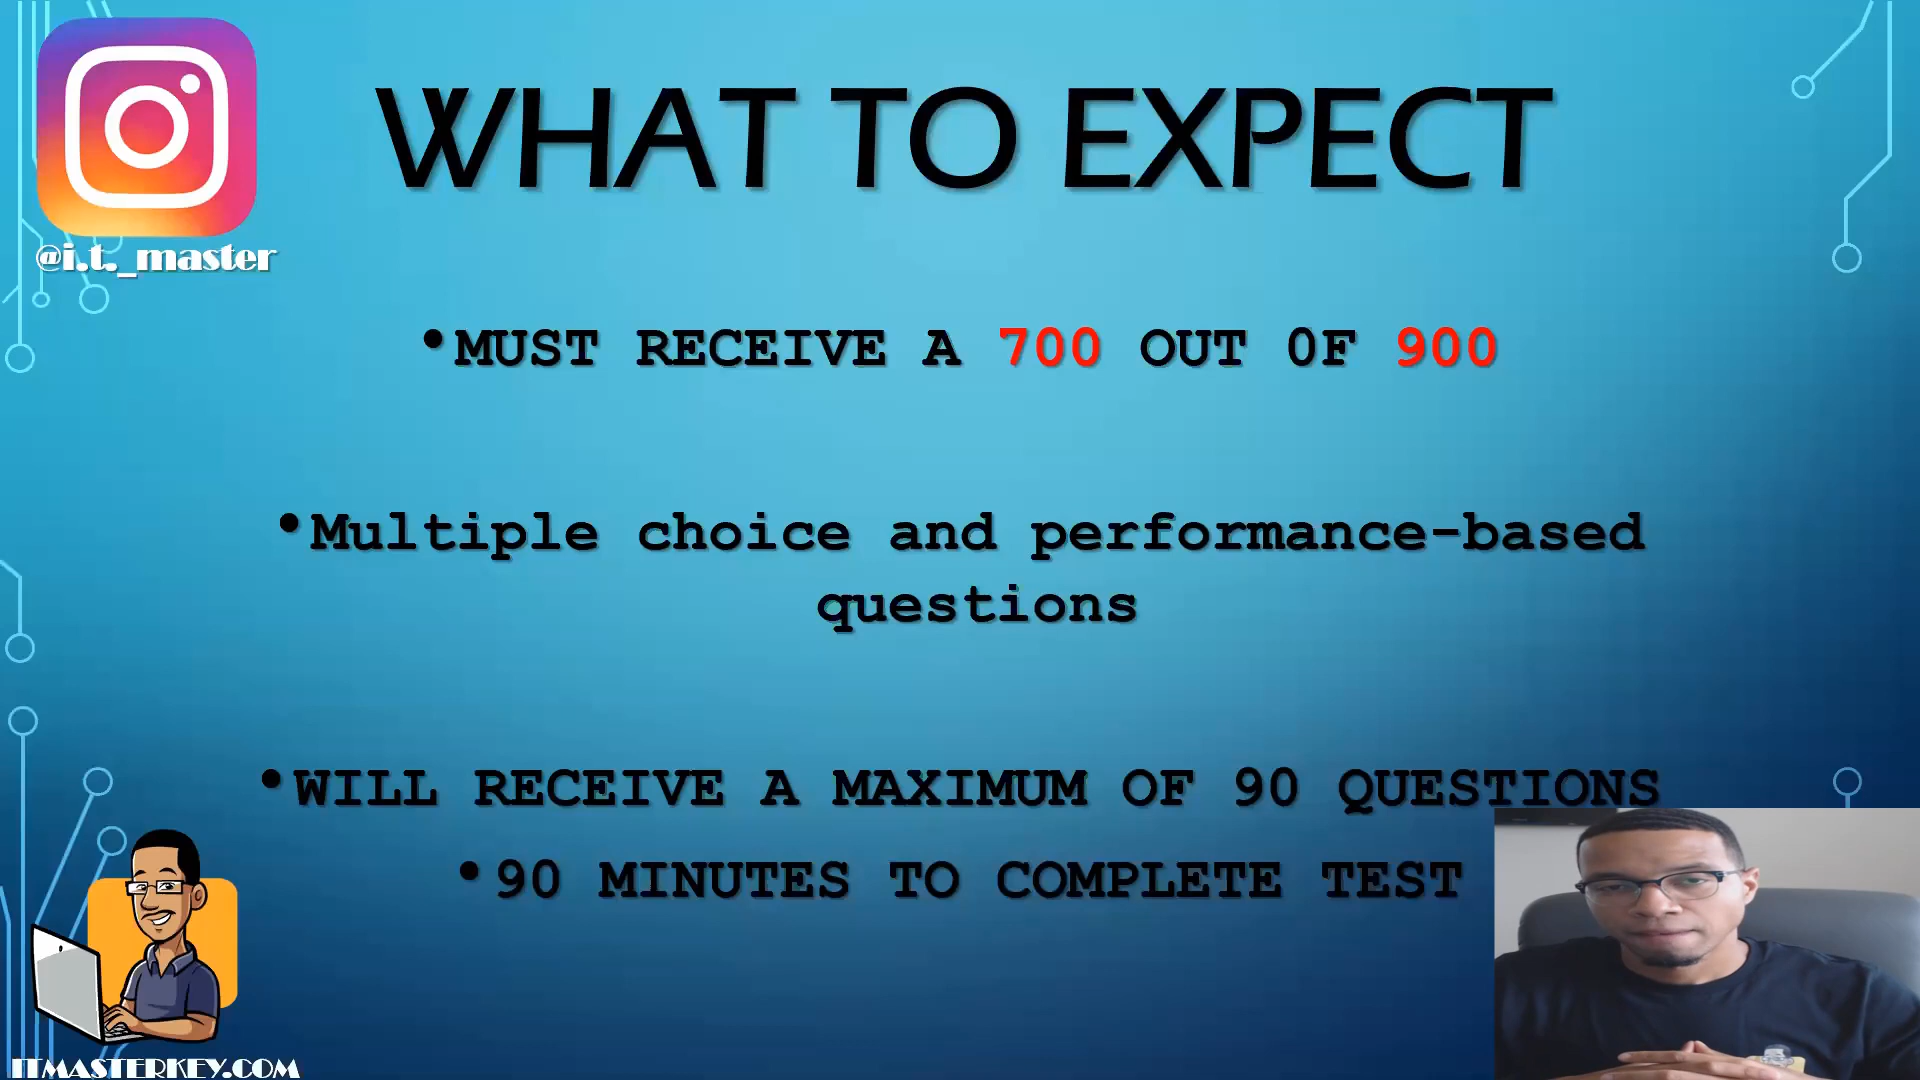 WHAT TO EXPECT
@i.t._master
•MUST RECEIVE A 700 OUT 0F 900
•Multiple choice and performance-based
questions
•WILL RECEIVE A MAXIMUM OF 90 QUESTIONS
•90 MINUTES TO COMPLETE TEST
ITMASTERKEY.COM